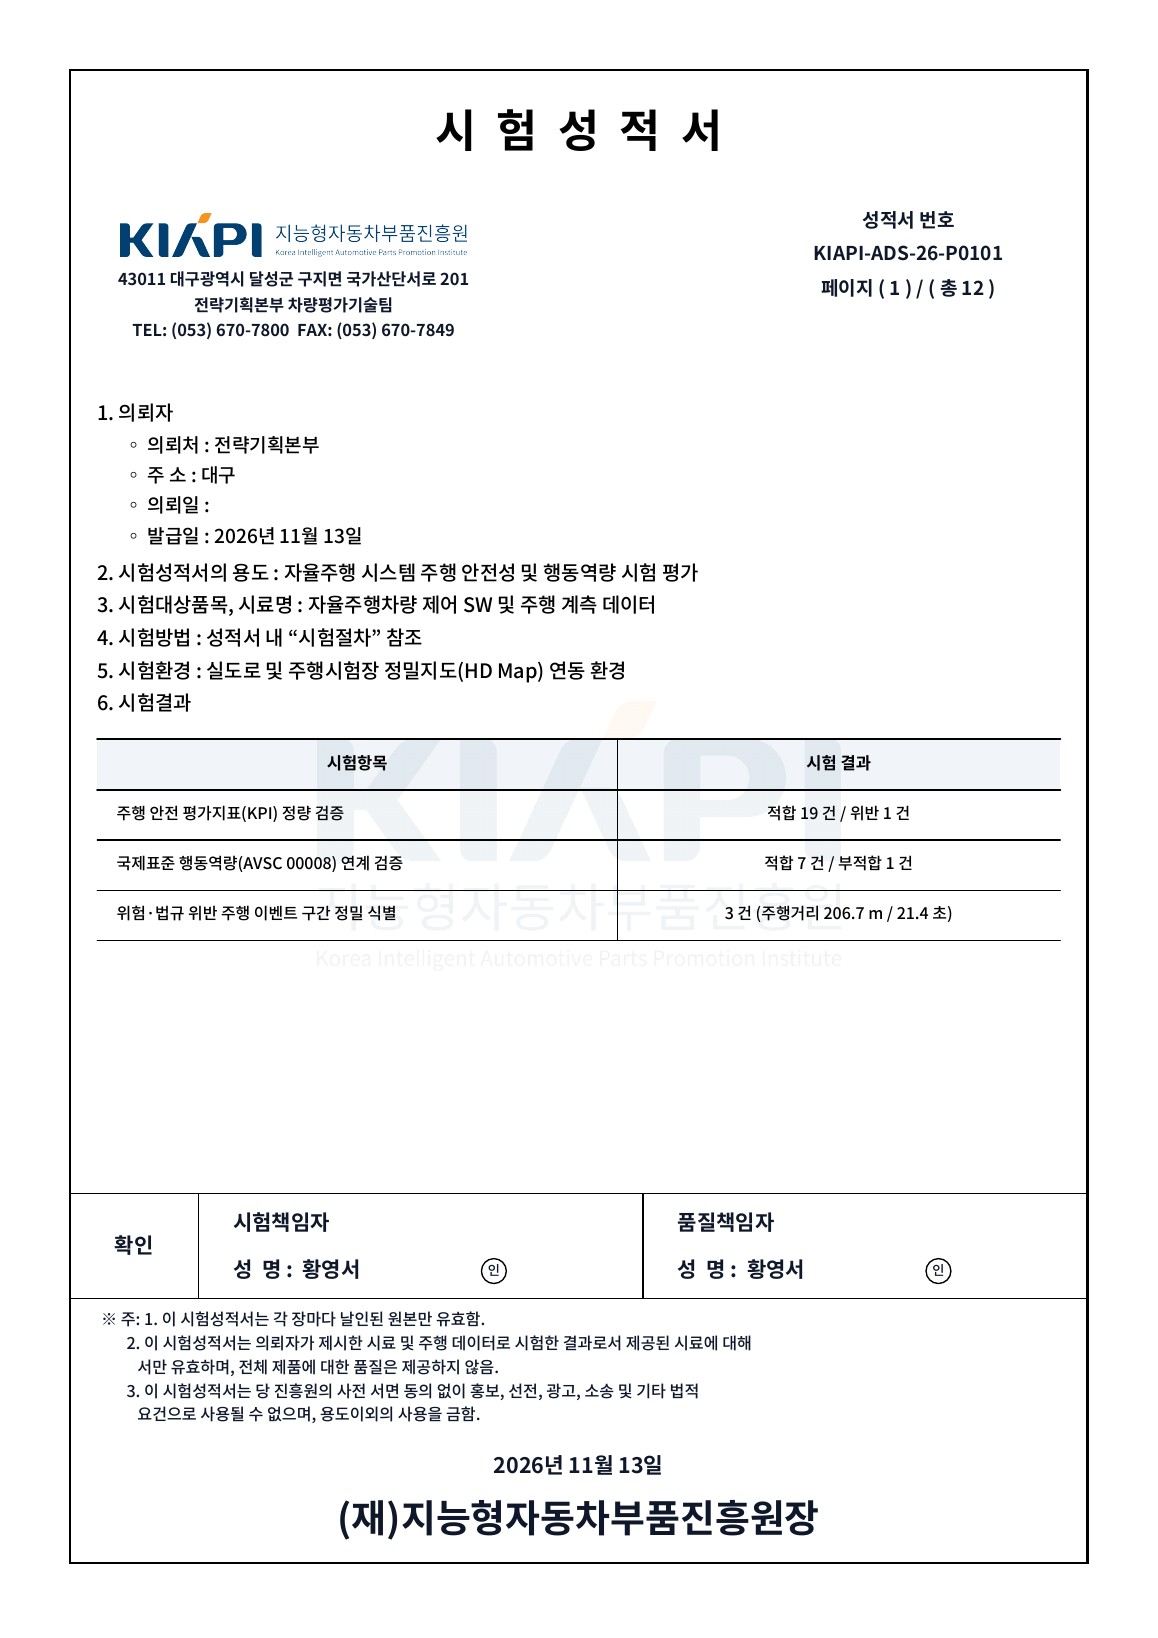 시 험 성 적 서
KIAPI 지능형자동차부품진흥원
Korea Intelligent Automotive Parts Promotion Institute
43011 대구광역시 달성군 구지면 국가산단서로 201
전략기획본부 차량평가기술팀
TEL: (053) 670-7800 FAX: (053) 670-7849
성적서 번호
KIAPI-ADS-26-P0101
페이지 ( 1 ) / ( 총 12 )
1. 의뢰자
◦ 의뢰처 : 전략기획본부
◦ 주 소 : 대구
◦ 의뢰일 :
◦ 발급일 : 2026년 11월 13일
2. 시험성적서의 용도 : 자율주행 시스템 주행 안전성 및 행동역량 시험 평가
3. 시험대상품목, 시료명 : 자율주행차량 제어 SW 및 주행 계측 데이터
4. 시험방법 : 성적서 내 “시험절차” 참조
5. 시험환경 : 실도로 및 주행시험장 정밀지도(HD Map) 연동 환경
6. 시험결과
시험항목 시험 결과
주행 안전 평가지표(KPI) 정량 검증 적합 19 건 / 위반 1 건
국제표준 행동역량(AVSC 00008) 연계 검증 적합 7 건 / 부적합 1 건
위험·법규 위반 주행 이벤트 구간 정밀 식별 3 건 (주행거리 206.7 m / 21.4 초)
KIAPI
지능형자동차부품진흥원
Korea Intelligent Automotive Parts Promotion Institute
확인
시험책임자
성 명 : 황영서 인
품질책임자
성 명 : 황영서 인
※ 주: 1. 이 시험성적서는 각 장마다 날인된 원본만 유효함.
2. 이 시험성적서는 의뢰자가 제시한 시료 및 주행 데이터로 시험한 결과로서 제공된 시료에 대해
서만 유효하며, 전체 제품에 대한 품질은 제공하지 않음.
3. 이 시험성적서는 당 진흥원의 사전 서면 동의 없이 홍보, 선전, 광고, 소송 및 기타 법적
요건으로 사용될 수 없으며, 용도이외의 사용을 금함.
2026년 11월 13일
(재)지능형자동차부품진흥원장